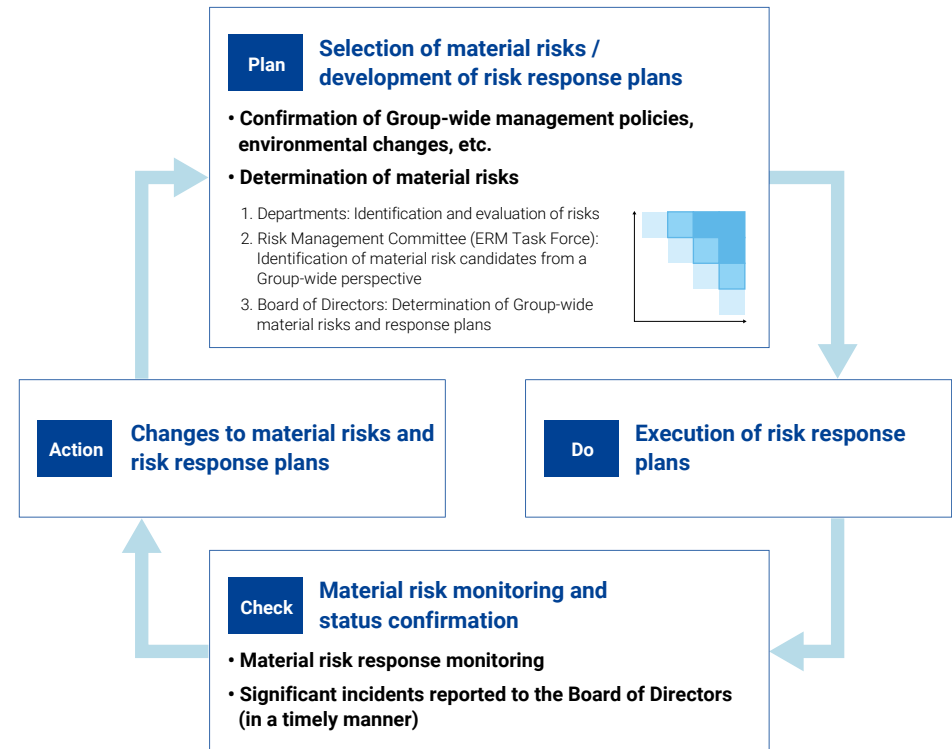 Plan
Selection of material risks /
development of risk response plans
• Confirmation of Group-wide management policies,
environmental changes, etc.
• Determination of material risks
1. Departments: Identification and evaluation of risks
2. Risk Management Committee (ERM Task Force):
Identification of material risk candidates from a
Group-wide perspective
3. Board of Directors: Determination of Group-wide
material risks and response plans
Action
Changes to material risks and
risk response plans
Do
Execution of risk response
plans
Check
Material risk monitoring and
status confirmation
• Material risk response monitoring
• Significant incidents reported to the Board of Directors
(in a timely manner)